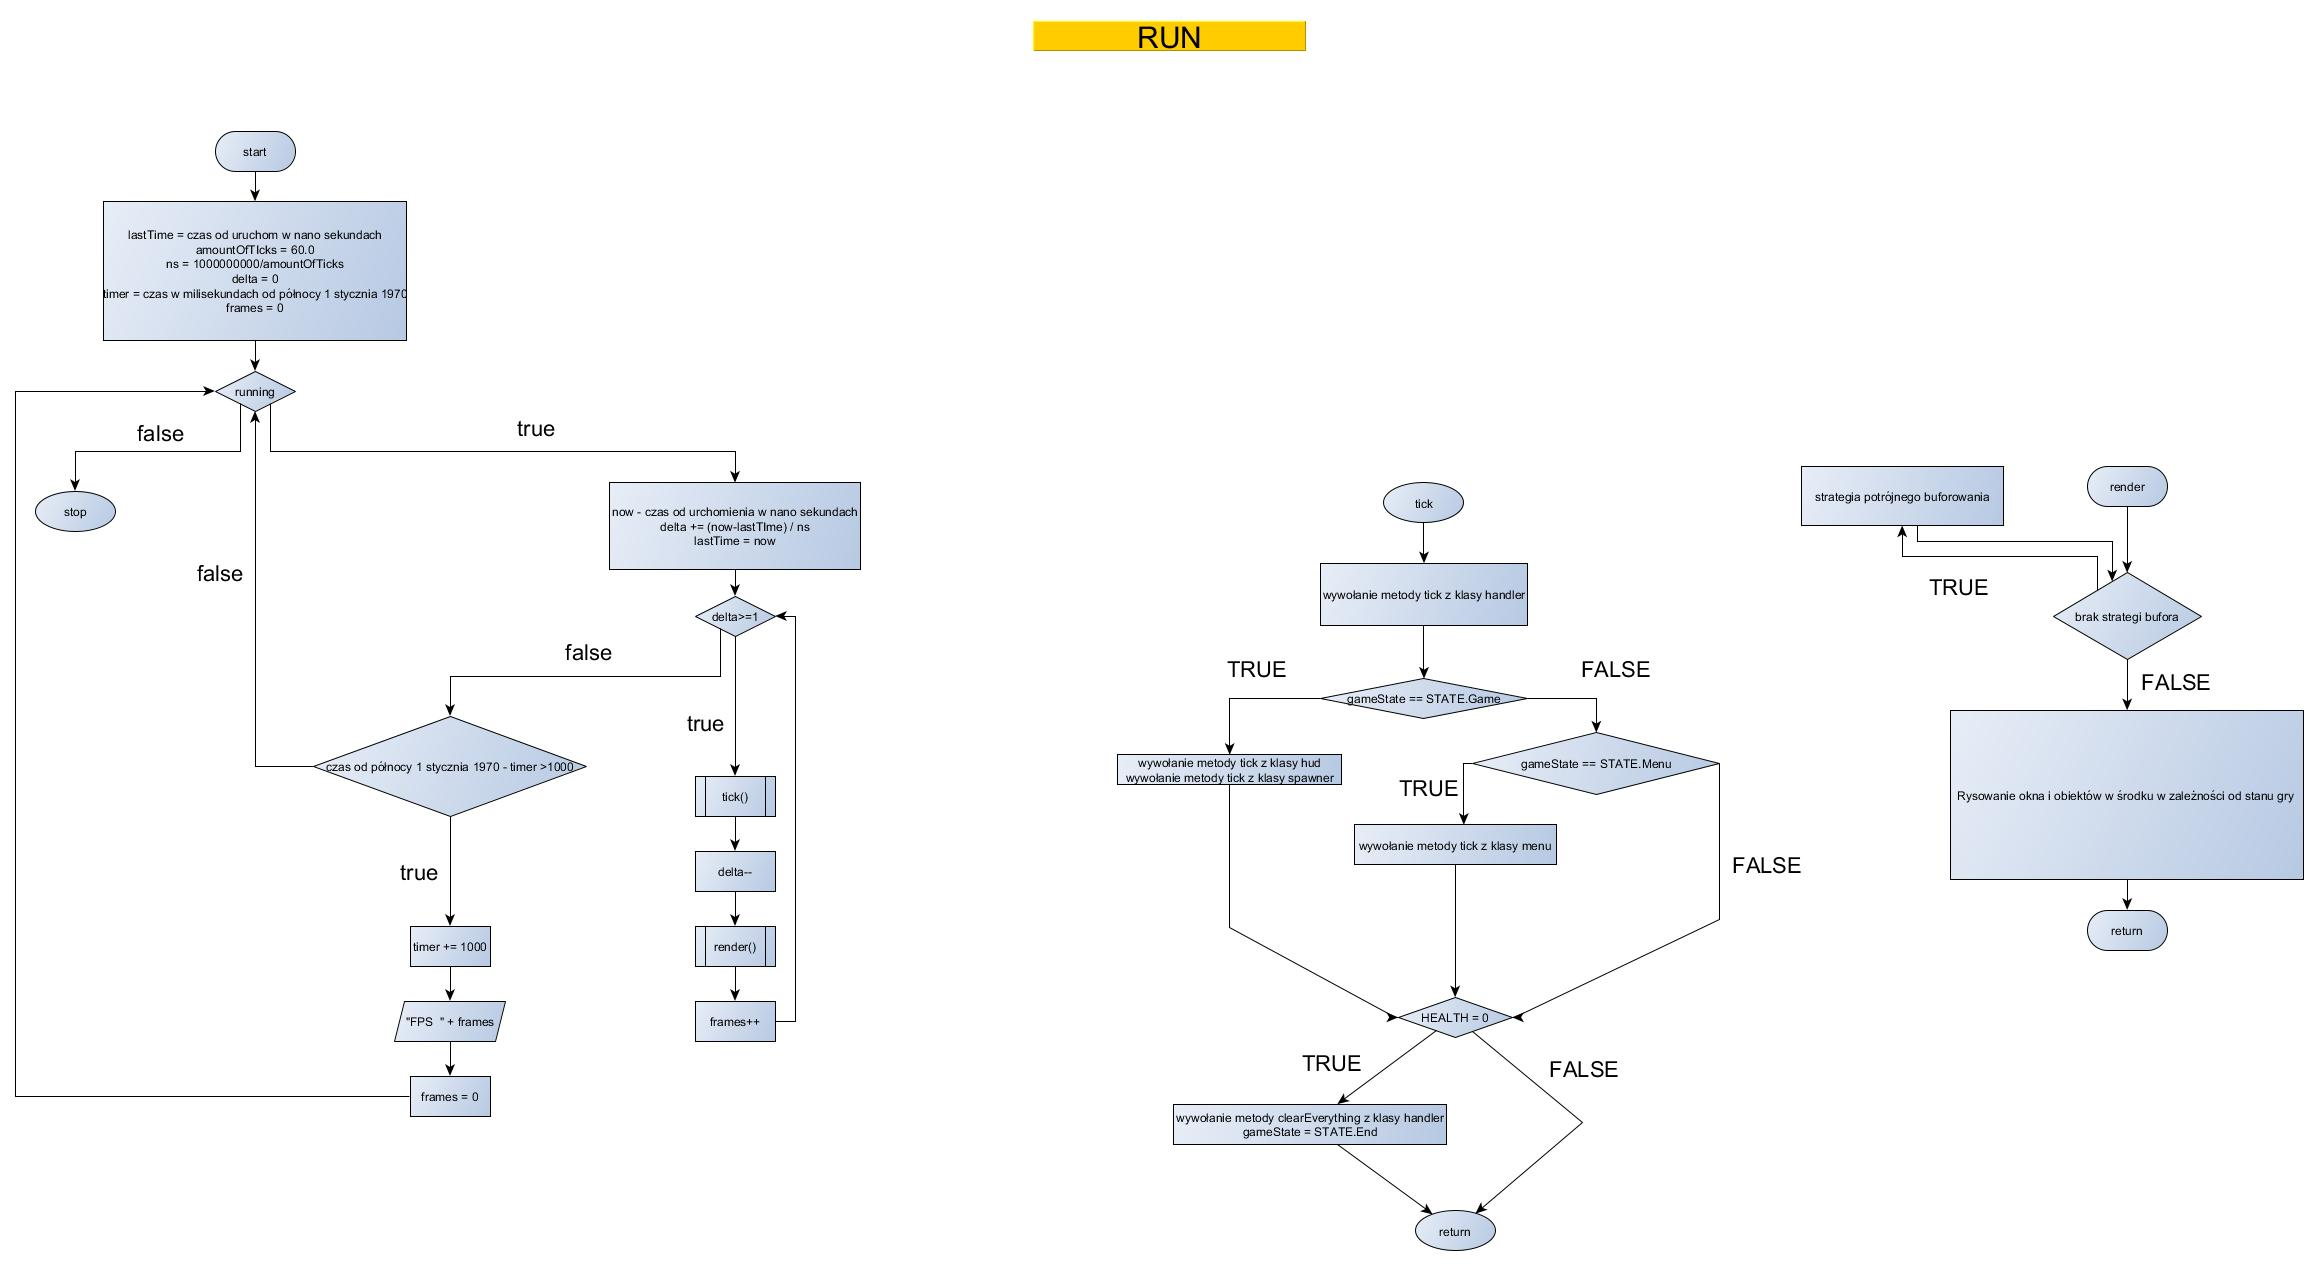 RUN
start
lastTime = czas od uruchom w nano sekundach
amountOfTIcks = 60.0
ns = 1000000000/amountOfTicks
delta = 0
timer = czas w milisekundach od północy 1 stycznia 1970
frames = 0
running
false
true
stop
now - czas od urchomienia w nano sekundach
delta += (now-lastTIme) / ns
lastTime = now
false
delta>=1
false
true
czas od północy 1 stycznia 1970 - timer >1000
tick()
true
delta--
timer += 1000
render()
"FPS  " + frames
frames++
frames = 0
tick
wywołanie metody tick z klasy handler
TRUE
FALSE
gameState == STATE.Game
wywołanie metody tick z klasy hud
wywołanie metody tick z klasy spawner
gameState == STATE.Menu
TRUE
wywołanie metody tick z klasy menu
FALSE
HEALTH = 0
TRUE
FALSE
wywołanie metody clearEverything z klasy handler
gameState = STATE.End
return
strategia potrójnego buforowania
render
TRUE
brak strategi bufora
FALSE
Rysowanie okna i obiektów w środku w zależności od stanu gry
return